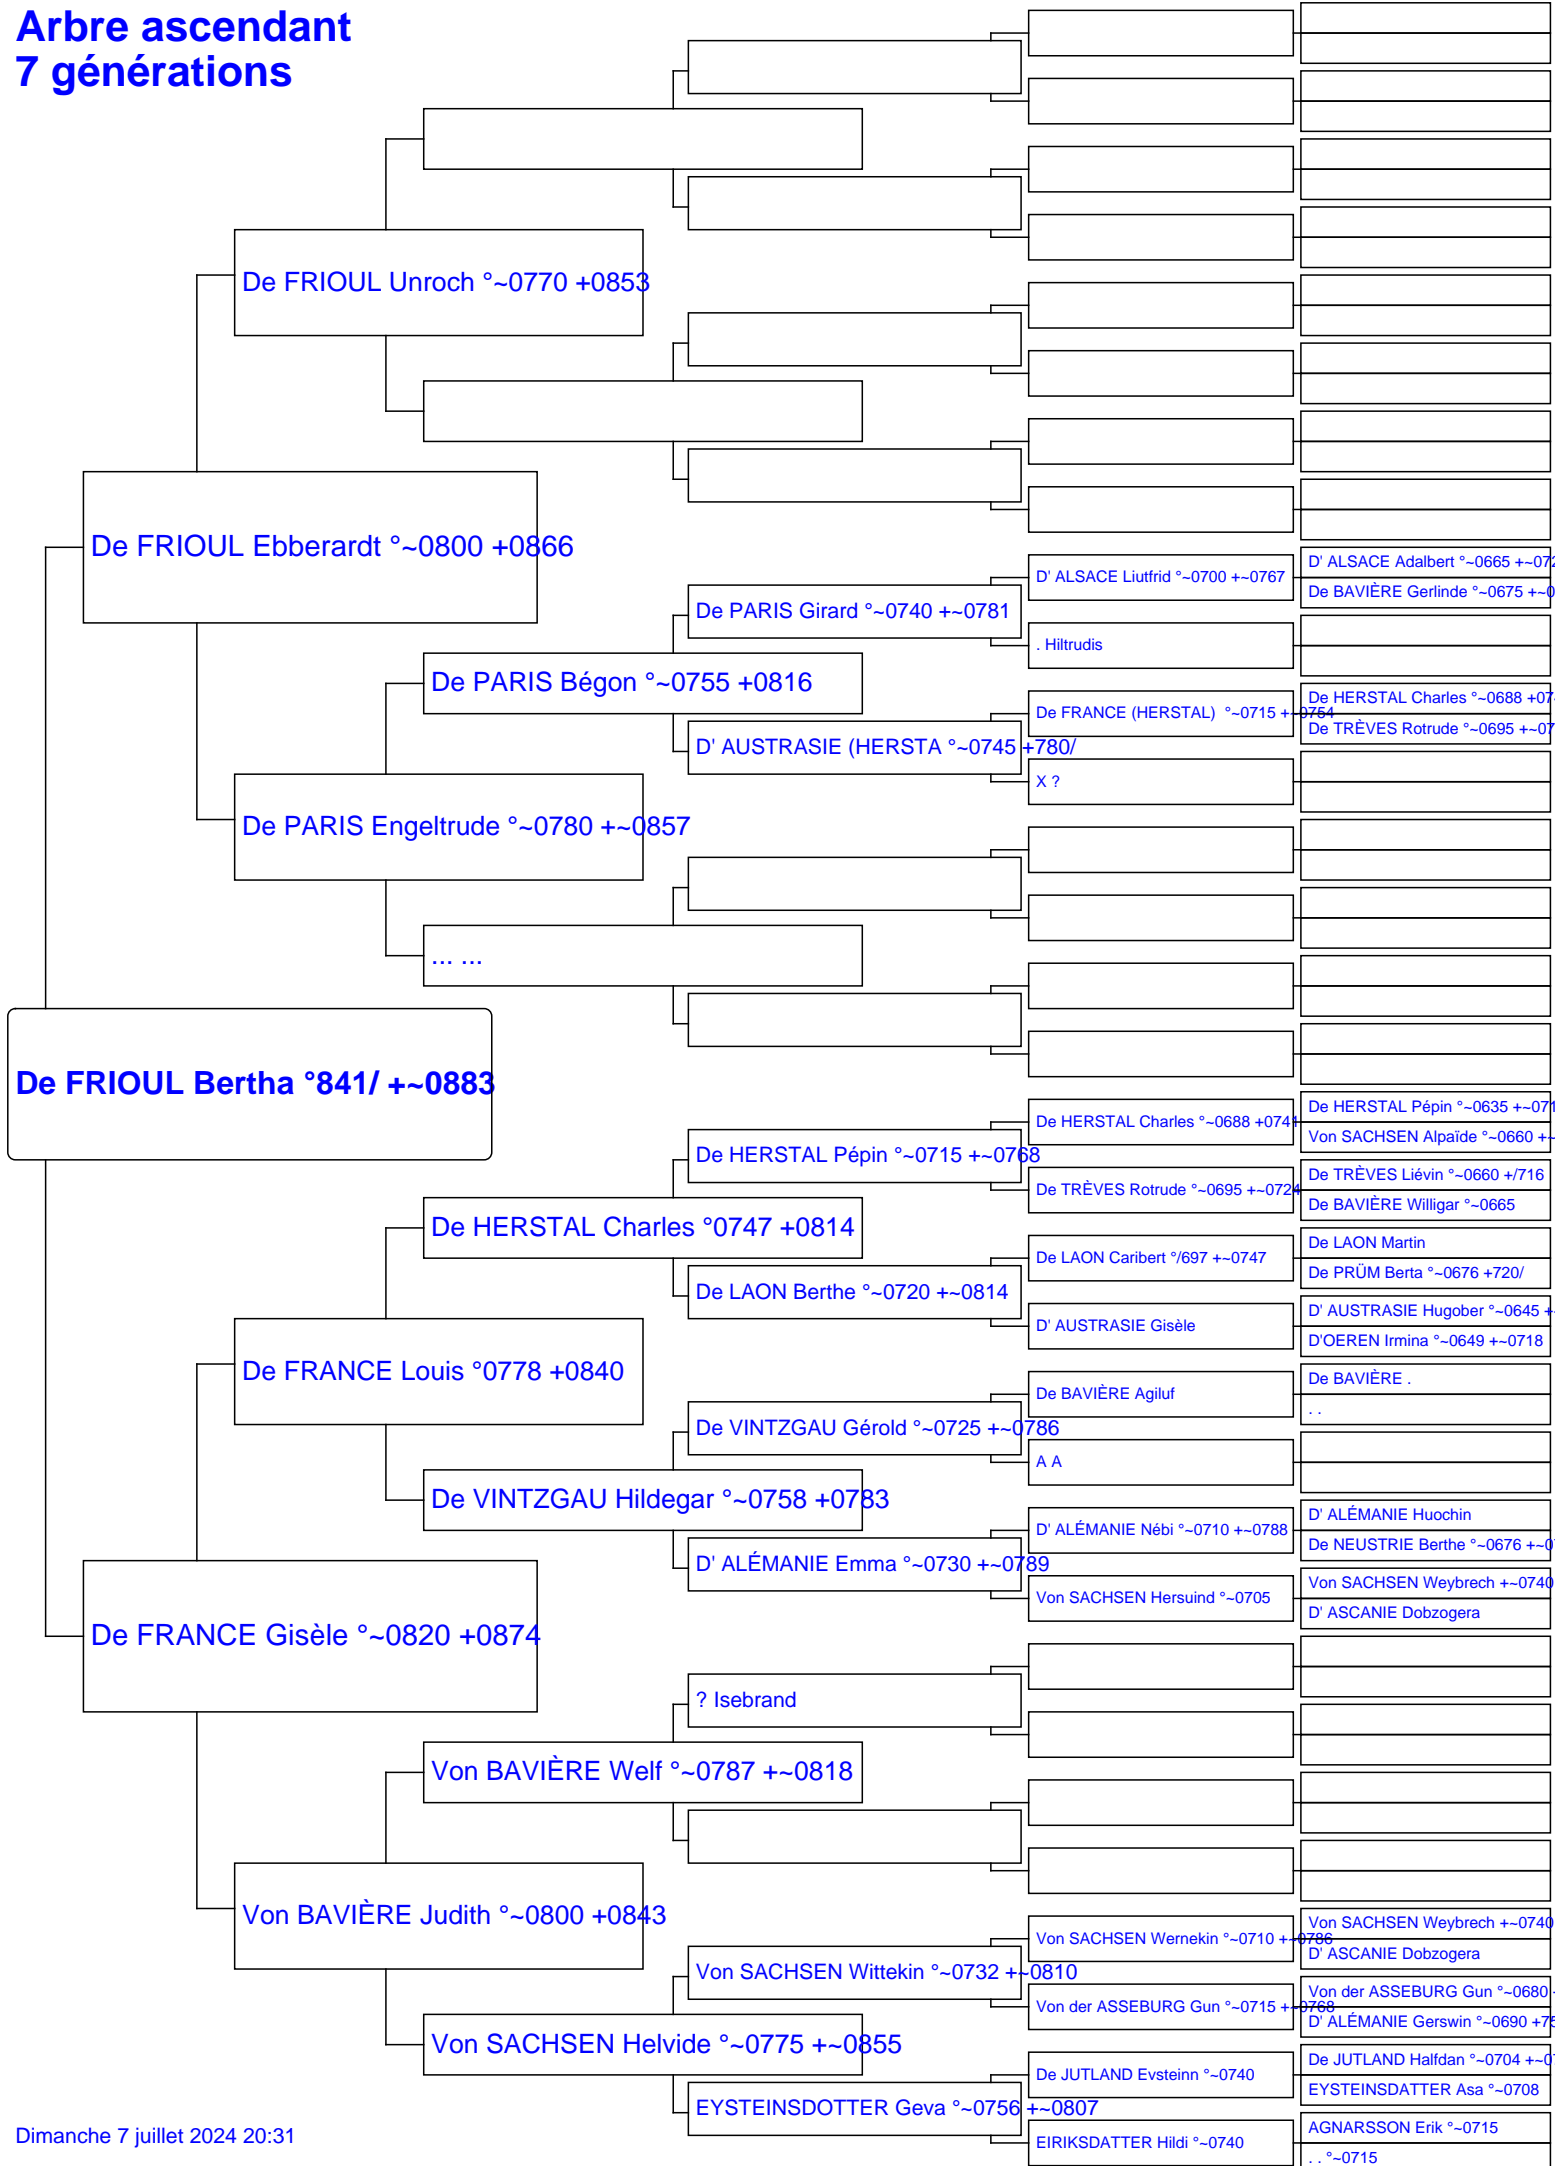 Arbre ascendant
7 générations
De FRIOUL Unroch °~0770 +0853
De FRIOUL Ebberardt °~0800 +0866
D' ALSACE Adalbert °~0665 +~072
D' ALSACE Liutfrid °~0700 +~0767
De BAVIÈRE Gerlinde °~0675 +~0
De PARIS Girard °~0740 +~0781
. Hiltrudis
De PARIS Bégon °~0755 +0816
De HERSTAL Charles °~0688 +074
De FRANCE (HERSTAL) °~0715 +~0754
De TRÈVES Rotrude °~0695 +~07
D' AUSTRASIE (HERSTA °~0745 +780/
X ?
De PARIS Engeltrude °~0780 +~0857
... ...
De FRIOUL Bertha °841/ +~0883
De HERSTAL Pépin °~0635 +~071
De HERSTAL Charles °~0688 +0741
Von SACHSEN Alpaïde °~0660 +~
De HERSTAL Pépin °~0715 +~0768
De TRÈVES Liévin °~0660 +/716
De TRÈVES Rotrude °~0695 +~0724
De BAVIÈRE Willigar °~0665
De HERSTAL Charles °0747 +0814
De LAON Martin
De LAON Caribert °/697 +~0747
De PRÜM Berta °~0676 +720/
De LAON Berthe °~0720 +~0814
D' AUSTRASIE Hugober °~0645 +
D' AUSTRASIE Gisèle
D'OEREN Irmina °~0649 +~0718
De FRANCE Louis °0778 +0840
De BAVIÈRE .
De BAVIÈRE Agiluf
. .
De VINTZGAU Gérold °~0725 +~0786
A A
De VINTZGAU Hildegar °~0758 +0783
D' ALÉMANIE Huochin
D' ALÉMANIE Nébi °~0710 +~0788
De NEUSTRIE Berthe °~0676 +~0
D' ALÉMANIE Emma °~0730 +~0789
Von SACHSEN Weybrech +~0740
Von SACHSEN Hersuind °~0705
D' ASCANIE Dobzogera
De FRANCE Gisèle °~0820 +0874
? Isebrand
Von BAVIÈRE Welf °~0787 +~0818
Von BAVIÈRE Judith °~0800 +0843
Von SACHSEN Weybrech +~0740
Von SACHSEN Wernekin °~0710 +~0786
D' ASCANIE Dobzogera
Von SACHSEN Wittekin °~0732 +~0810
Von der ASSEBURG Gun °~0680 +
Von der ASSEBURG Gun °~0715 +~0768
D' ALÉMANIE Gerswin °~0690 +75
Von SACHSEN Helvide °~0775 +~0855
De JUTLAND Halfdan °~0704 +~0
De JUTLAND Evsteinn °~0740
EYSTEINSDATTER Asa °~0708
EYSTEINSDOTTER Geva °~0756 +~0807
AGNARSSON Erik °~0715
EIRIKSDATTER Hildi °~0740
. . °~0715
Dimanche 7 juillet 2024 20:31